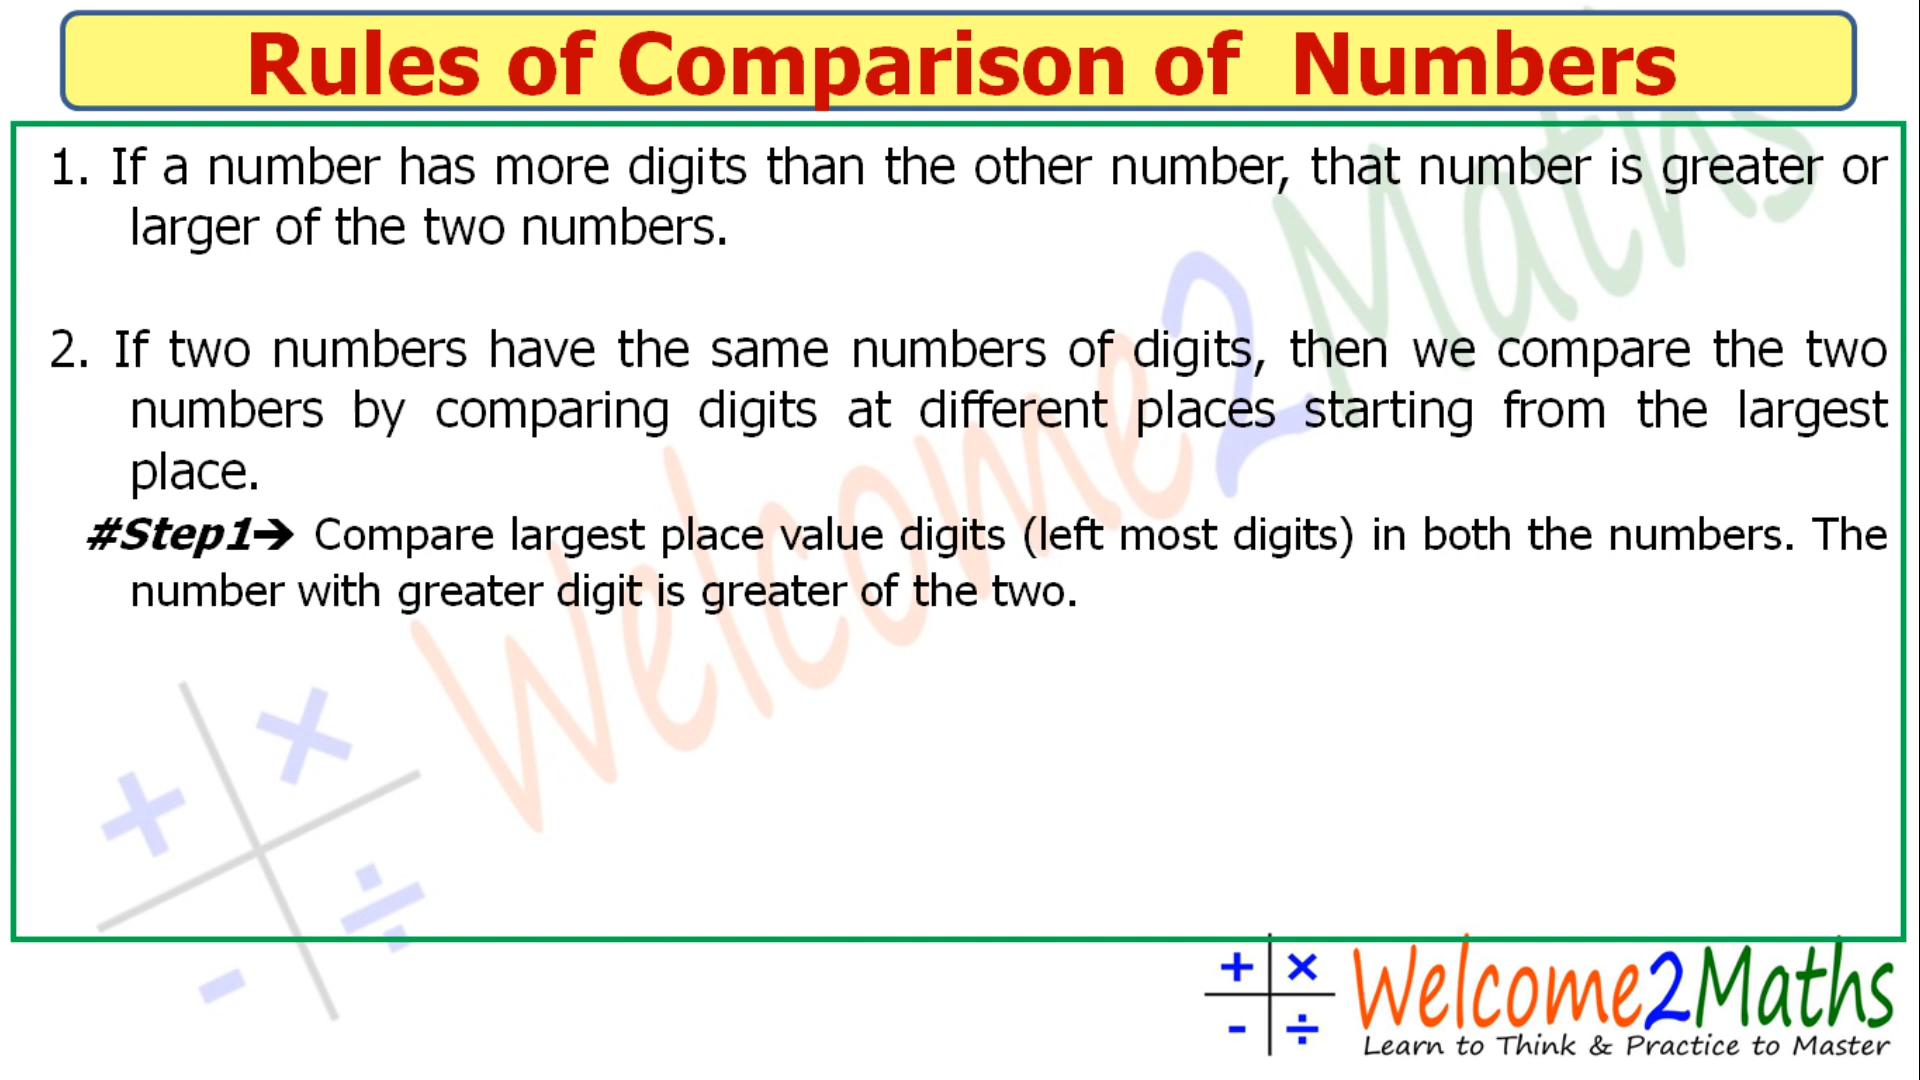 Rules of Comparison of Numbers
1. If a number has more digits than the other number, that number is greater or
larger of the two numbers.
2. If two numbers have the same numbers of digits, then we compare the two
numbers by comparing digits at different places starting from the largest
place.
#Step1➔ Compare largest place value digits (left most digits) in both the numbers. The
number with greater digit is greater of the two.
Welcome2Maths
+ ×
- ÷
+ ×
- ÷
Welcome2Maths
Learn to Think & Practice to Master